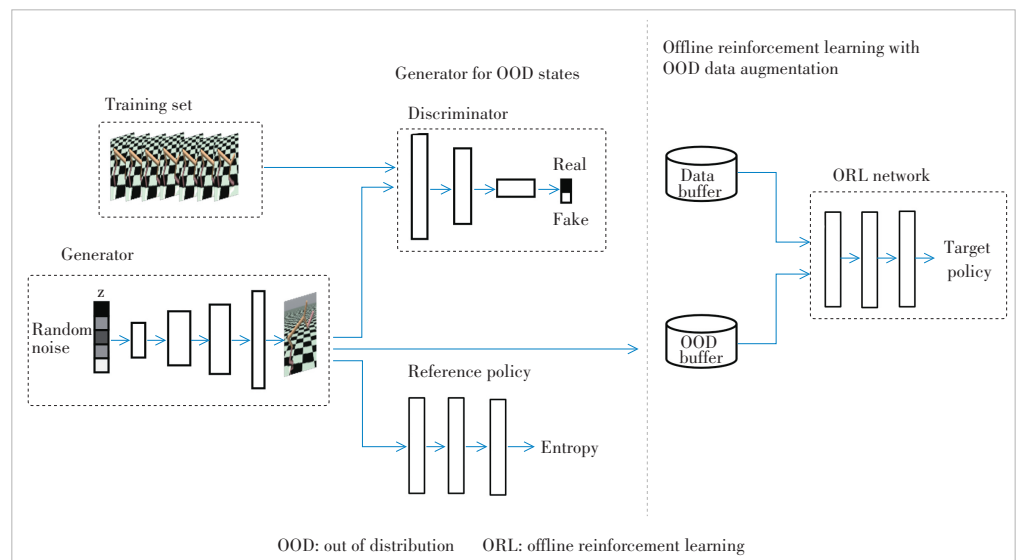 Generator for OOD states
Training set
Discriminator
Real
Fake
Generator
z
Random
noise
Reference policy
Entropy
Offline reinforcement learning with
OOD data augmentation
Data
buffer
OOD
buffer
ORL network
Target
policy
OOD: out of distribution ORL: offline reinforcement learning